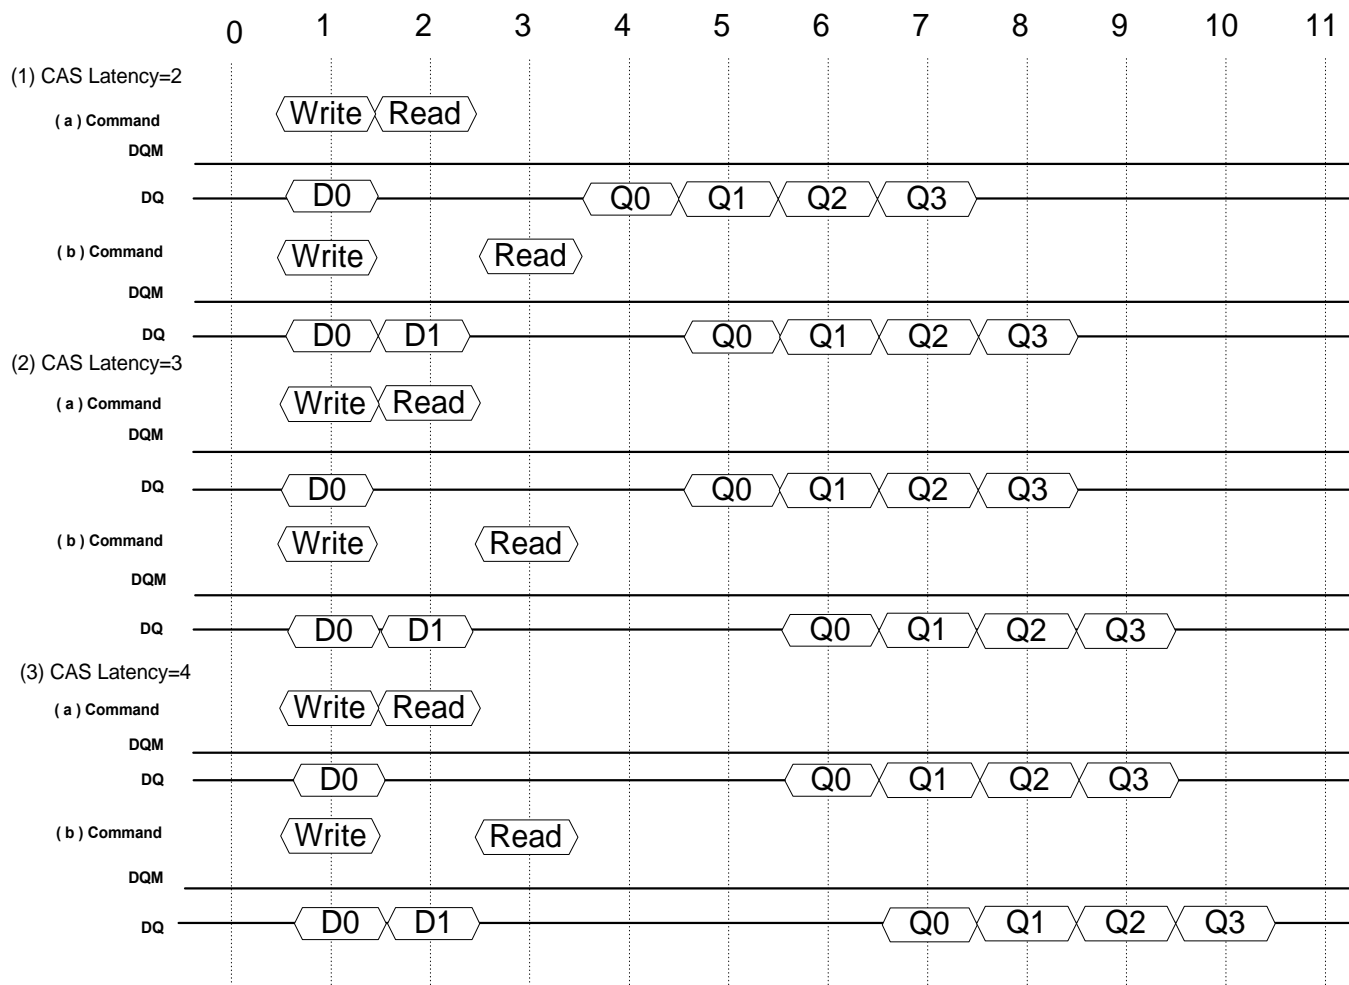 0 1 2 3 4 5 6 7 8 9 10 11
(1) CAS Latency=2
( a ) Command Write Read
DQM
DQ D0 Q0 Q1 Q2 Q3
( b ) Command Write Read
DQM
DQ D0 D1 Q0 Q1 Q2 Q3
(2) CAS Latency=3
( a ) Command Write Read
DQM
DQ D0 Q0 Q1 Q2 Q3
( b ) Command Write Read
DQM
DQ D0 D1 Q0 Q1 Q2 Q3
(3) CAS Latency=4
( a ) Command Write Read
DQM
DQ D0 Q0 Q1 Q2 Q3
( b ) Command Write Read
DQM
DQ D0 D1 Q0 Q1 Q2 Q3